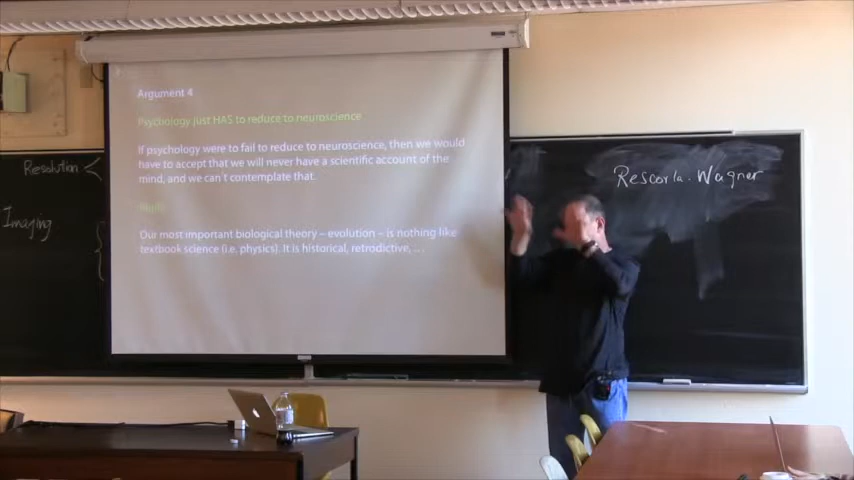 Argument 4
Psychology just HAS to reduce to neuroscience
If psychology were to fail to reduce to neuroscience, then we would
have to accept that we will never have a scientific account of the
mind, and we can't contemplate that.
Our most important biological theory – evolution – is nothing like
textbook science (i.e. physics). It is historical, retrodictive, ...
Resolution
Imaging
Rescorla - Wagner